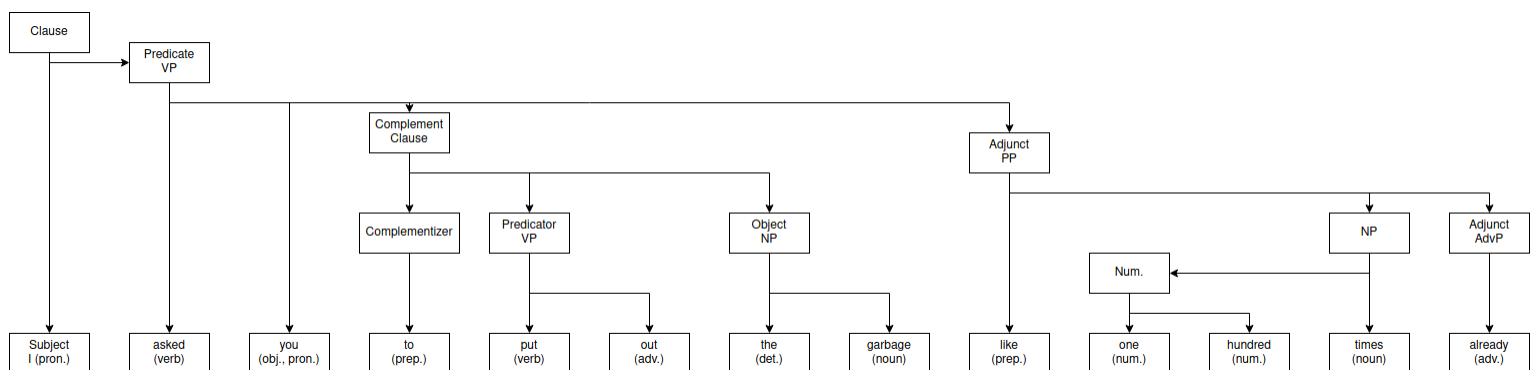 Clause
Predicate
VP
Complement
Clause
Adjunct
PP
Complementizer
Predicator
VP
Object
NP
NP
Adjunct
AdvP
Num.
Subject
I (pron.)
asked
(verb)
you
(obj., pron.)
to
(prep.)
put
(verb)
out
(adv.)
the
(det.)
garbage
(noun)
like
(prep.)
one
(num.)
hundred
(num.)
times
(noun)
already
(adv.)